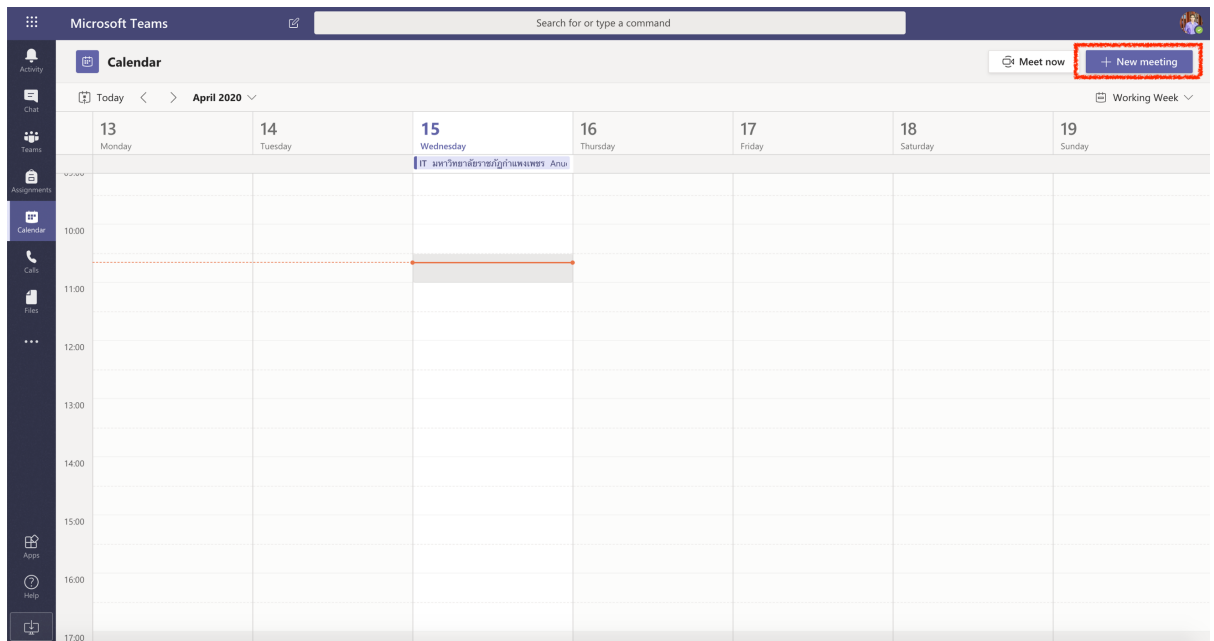 Microsoft Teams
Search for or type a command
Activity
Chat
Teams
Assignments
Calendar
Calls
Files
Apps
Help
Calendar
Meet now
+ New meeting
Today
April 2020
Working Week
13
Monday
14
Tuesday
15
Wednesday
16
Thursday
17
Friday
18
Saturday
19
Sunday
IT มหาวิทยาลัยราชภัฏกำแพงเพชร
09:00
10:00
11:00
12:00
13:00
14:00
15:00
16:00
17:00